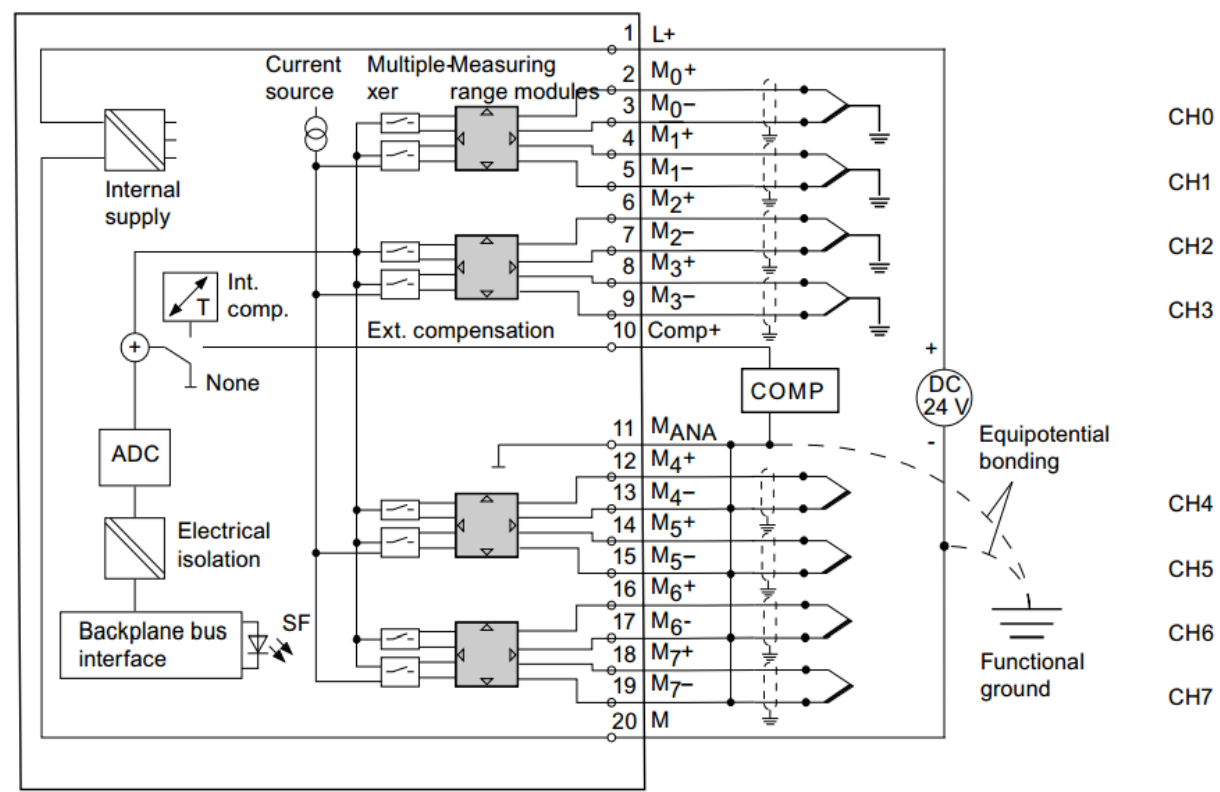 1 L+
Current source
Multiple-xer
Measuring range modules
2 M0+
3 M0–
CH0
4 M1+
5 M1–
CH1
Internal supply
6 M2+
7 M2–
CH2
8 M3+
9 M3–
CH3
T
Int. comp.
Ext. compensation
10 Comp+
+
+
None
COMP
DC
24 V
-
11 MANA
Equipotential bonding
ADC
12 M4+
13 M4–
CH4
14 M5+
15 M5–
CH5
Electrical isolation
16 M6+
17 M6-
CH6
Backplane bus interface
SF
18 M7+
19 M7–
CH7
Functional ground
20 M